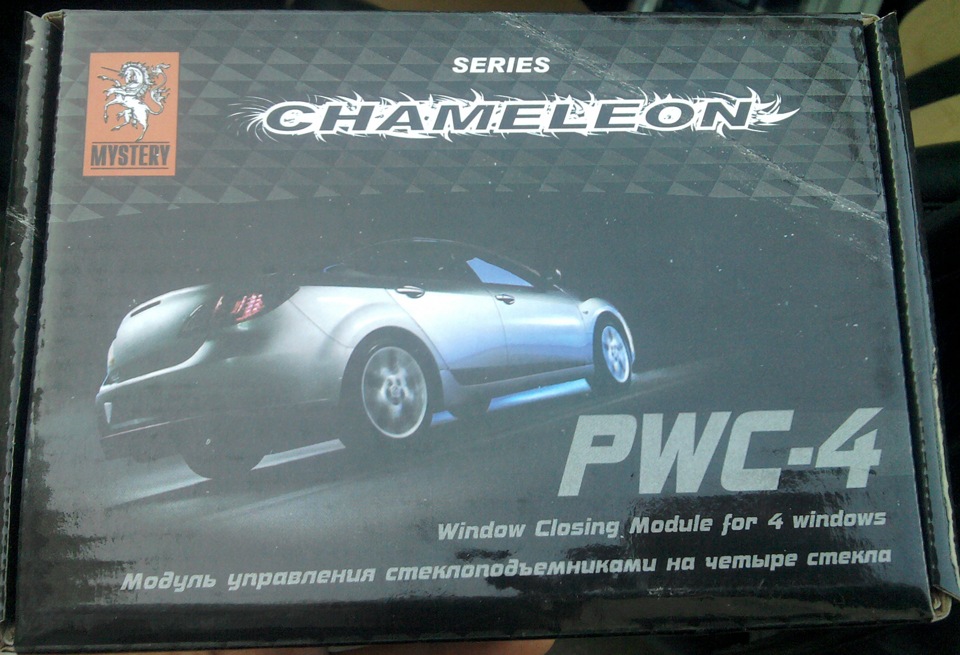 SERIES
CHAMELEON
MYSTERY
PWC-4
Window Closing Module for 4 windows
Модуль управления стеклоподъемниками на четыре стекла